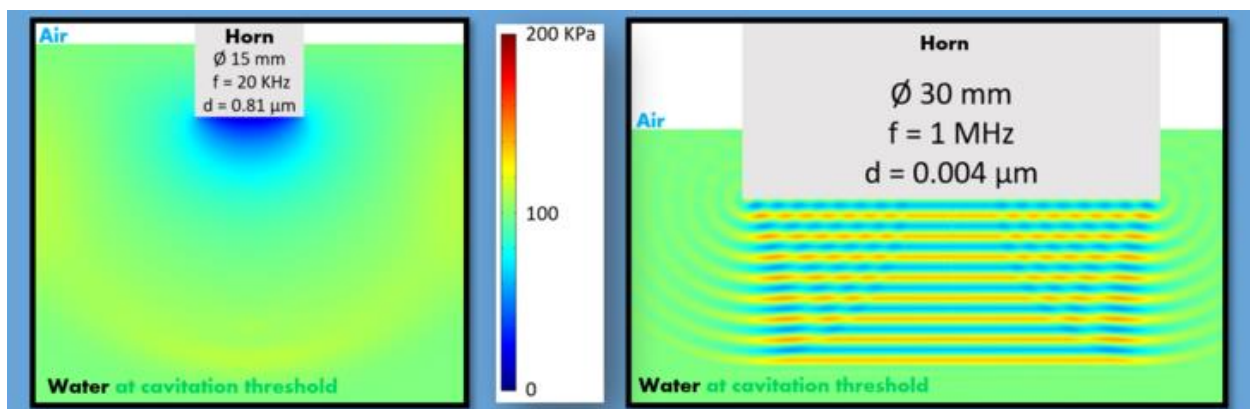 Air
Horn
Ø 15 mm
f = 20 KHz
d = 0.81 µm
Water at cavitation threshold
200 KPa
100
0
Horn
Ø 30 mm
f = 1 MHz
d = 0.004 µm
Air
Water at cavitation threshold